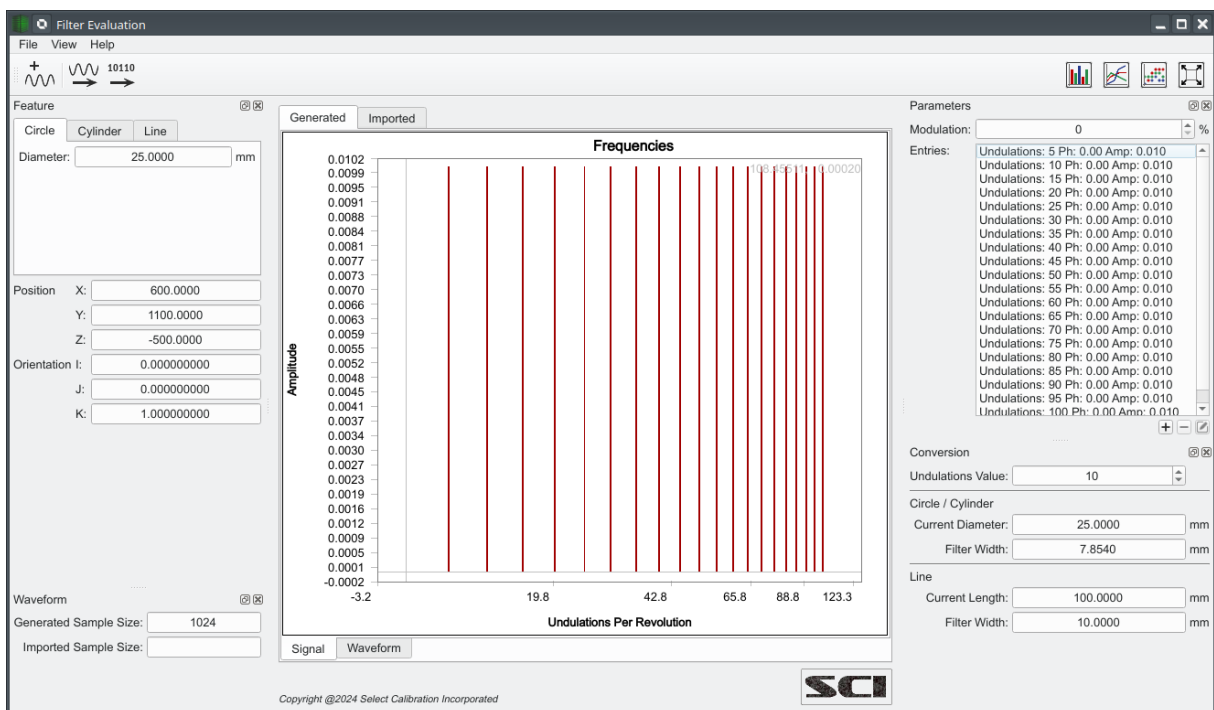 Filter Evaluation
File View Help
10110
Feature
Circle Cylinder Line
Diameter: 25.0000 mm
Position X: 600.0000
Y: 1100.0000
Z: -500.0000
Orientation I: 0.000000000
J: 0.000000000
K: 1.000000000
Waveform
Generated Sample Size: 1024
Imported Sample Size:
Generated Imported
Frequencies
108.45511, 0.00020
Amplitude
0.0102
0.0099
0.0095
0.0091
0.0088
0.0084
0.0081
0.0077
0.0073
0.0070
0.0066
0.0063
0.0059
0.0055
0.0052
0.0048
0.0045
0.0041
0.0037
0.0034
0.0030
0.0027
0.0023
0.0019
0.0016
0.0012
0.0009
0.0005
0.0001
-0.0002
-3.2 19.8 42.8 65.8 88.8 123.3
Undulations Per Revolution
Signal Waveform
Copyright @2024 Select Calibration Incorporated
SCI
Parameters
Modulation: 0 %
Entries:
Undulations: 5 Ph: 0.00 Amp: 0.010
Undulations: 10 Ph: 0.00 Amp: 0.010
Undulations: 15 Ph: 0.00 Amp: 0.010
Undulations: 20 Ph: 0.00 Amp: 0.010
Undulations: 25 Ph: 0.00 Amp: 0.010
Undulations: 30 Ph: 0.00 Amp: 0.010
Undulations: 35 Ph: 0.00 Amp: 0.010
Undulations: 40 Ph: 0.00 Amp: 0.010
Undulations: 45 Ph: 0.00 Amp: 0.010
Undulations: 50 Ph: 0.00 Amp: 0.010
Undulations: 55 Ph: 0.00 Amp: 0.010
Undulations: 60 Ph: 0.00 Amp: 0.010
Undulations: 65 Ph: 0.00 Amp: 0.010
Undulations: 70 Ph: 0.00 Amp: 0.010
Undulations: 75 Ph: 0.00 Amp: 0.010
Undulations: 80 Ph: 0.00 Amp: 0.010
Undulations: 85 Ph: 0.00 Amp: 0.010
Undulations: 90 Ph: 0.00 Amp: 0.010
Undulations: 95 Ph: 0.00 Amp: 0.010
Undulations: 100 Ph: 0.00 Amp: 0.010
Conversion
Undulations Value: 10
Circle / Cylinder
Current Diameter: 25.0000 mm
Filter Width: 7.8540 mm
Line
Current Length: 100.0000 mm
Filter Width: 10.0000 mm